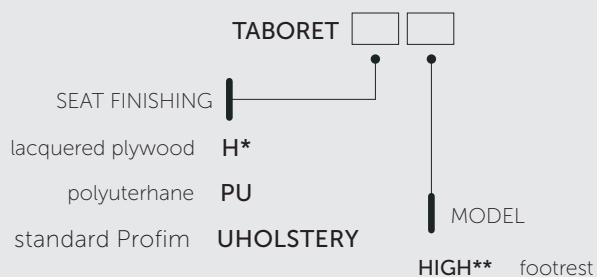 TABORET
SEAT FINISHING
lacquered plywood H*
polyuterhane PU
standard Profim UHOLSTERY
MODEL
HIGH** footrest